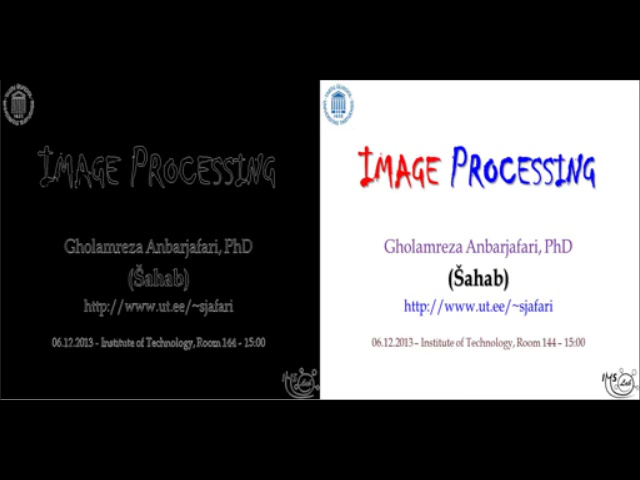 Image Processing
Gholamreza Anbarjafari, PhD
(Šahab)
http://www.ut.ee/~sjafari
06.12.2013 - Institute of Technology, Room 144 - 15:00
Image Processing
Gholamreza Anbarjafari, PhD
(Šahab)
http://www.ut.ee/~sjafari
06.12.2013 – Institute of Technology, Room 144 – 15:00